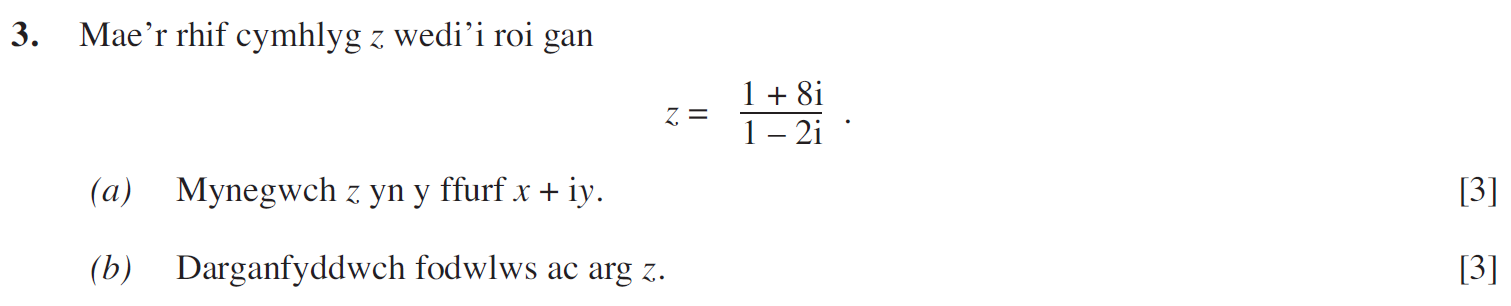 3. Mae’r rhif cymhlyg z wedi’i roi gan
z = \frac{1 + 8i}{1 – 2i} .
(a) Mynegwch z yn y ffurf x + iy. [3]
(b) Darganfyddwch fodwlws ac arg z. [3]